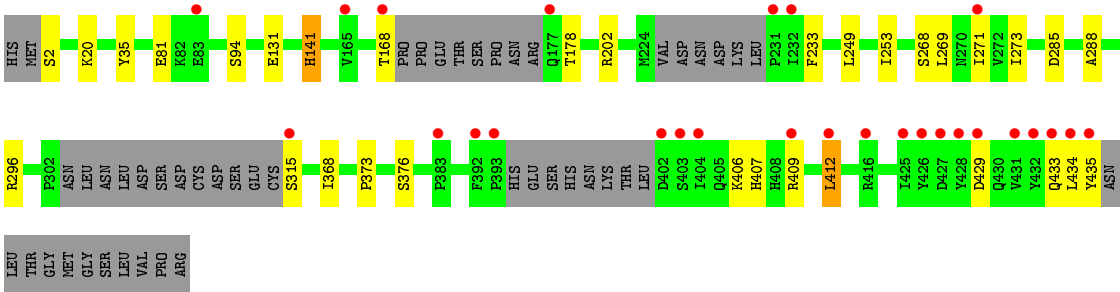 HIS MET S2 K20 Y35 E81 K82 E83 S94 E131 H141 V165 T168 PRO PRO GLU THR SER PRO ASN ARG Q177 T178 R202 M224 VAL ASP ASN ASP LYS LEU P231 I232 F233 L249 I253 S268 L269 N270 I271 V272 I273 D285 A288
R296 P302 ASN LEU ASN LEU ASP SER ASP CYS ASP SER GLU CYS S315 I368 P373 S376 P383 F392 P393 HIS GLU SER HIS ASN LYS THR LEU D402 S403 I404 Q405 K406 H407 H408 R409 L412 R416 I425 Y426 D427 Y428 D429 Q430 V431 Y432 Q433 L434 Y435 ASN
LEU THR GLY MET GLY SER LEU VAL PRO ARG